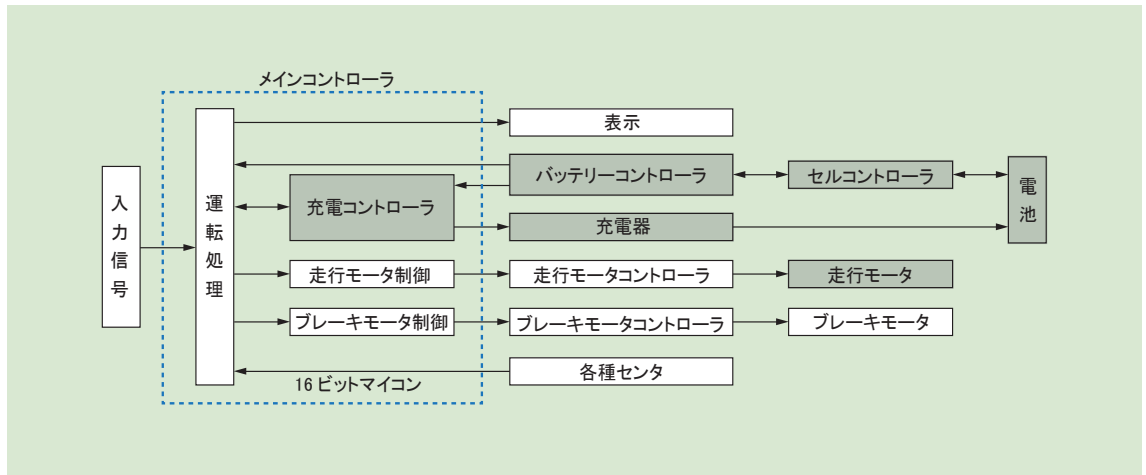 メインコントローラ
入力信号
運転処理
表示
バッテリーコントローラ
セルコントローラ
電池
充電コントローラ
充電器
走行モータ制御
走行モータコントローラ
走行モータ
ブレーキモータ制御
ブレーキモータコントローラ
ブレーキモータ
各種センタ
16ビットマイコン